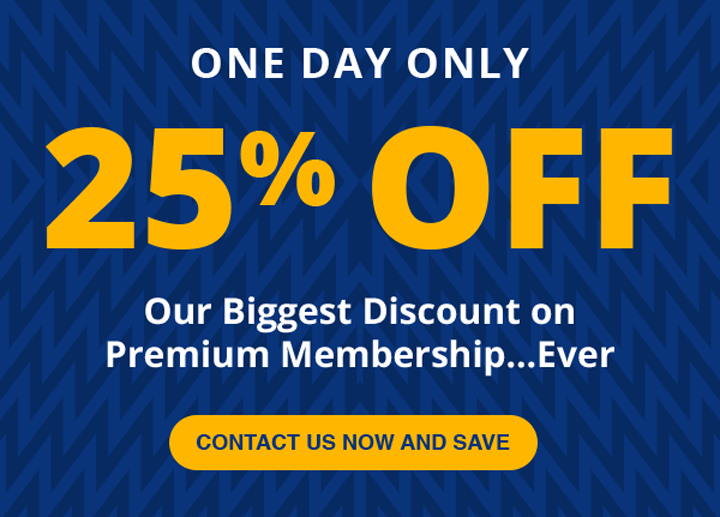 ONE DAY ONLY
25% OFF
Our Biggest Discount on
Premium Membership...Ever
CONTACT US NOW AND SAVE